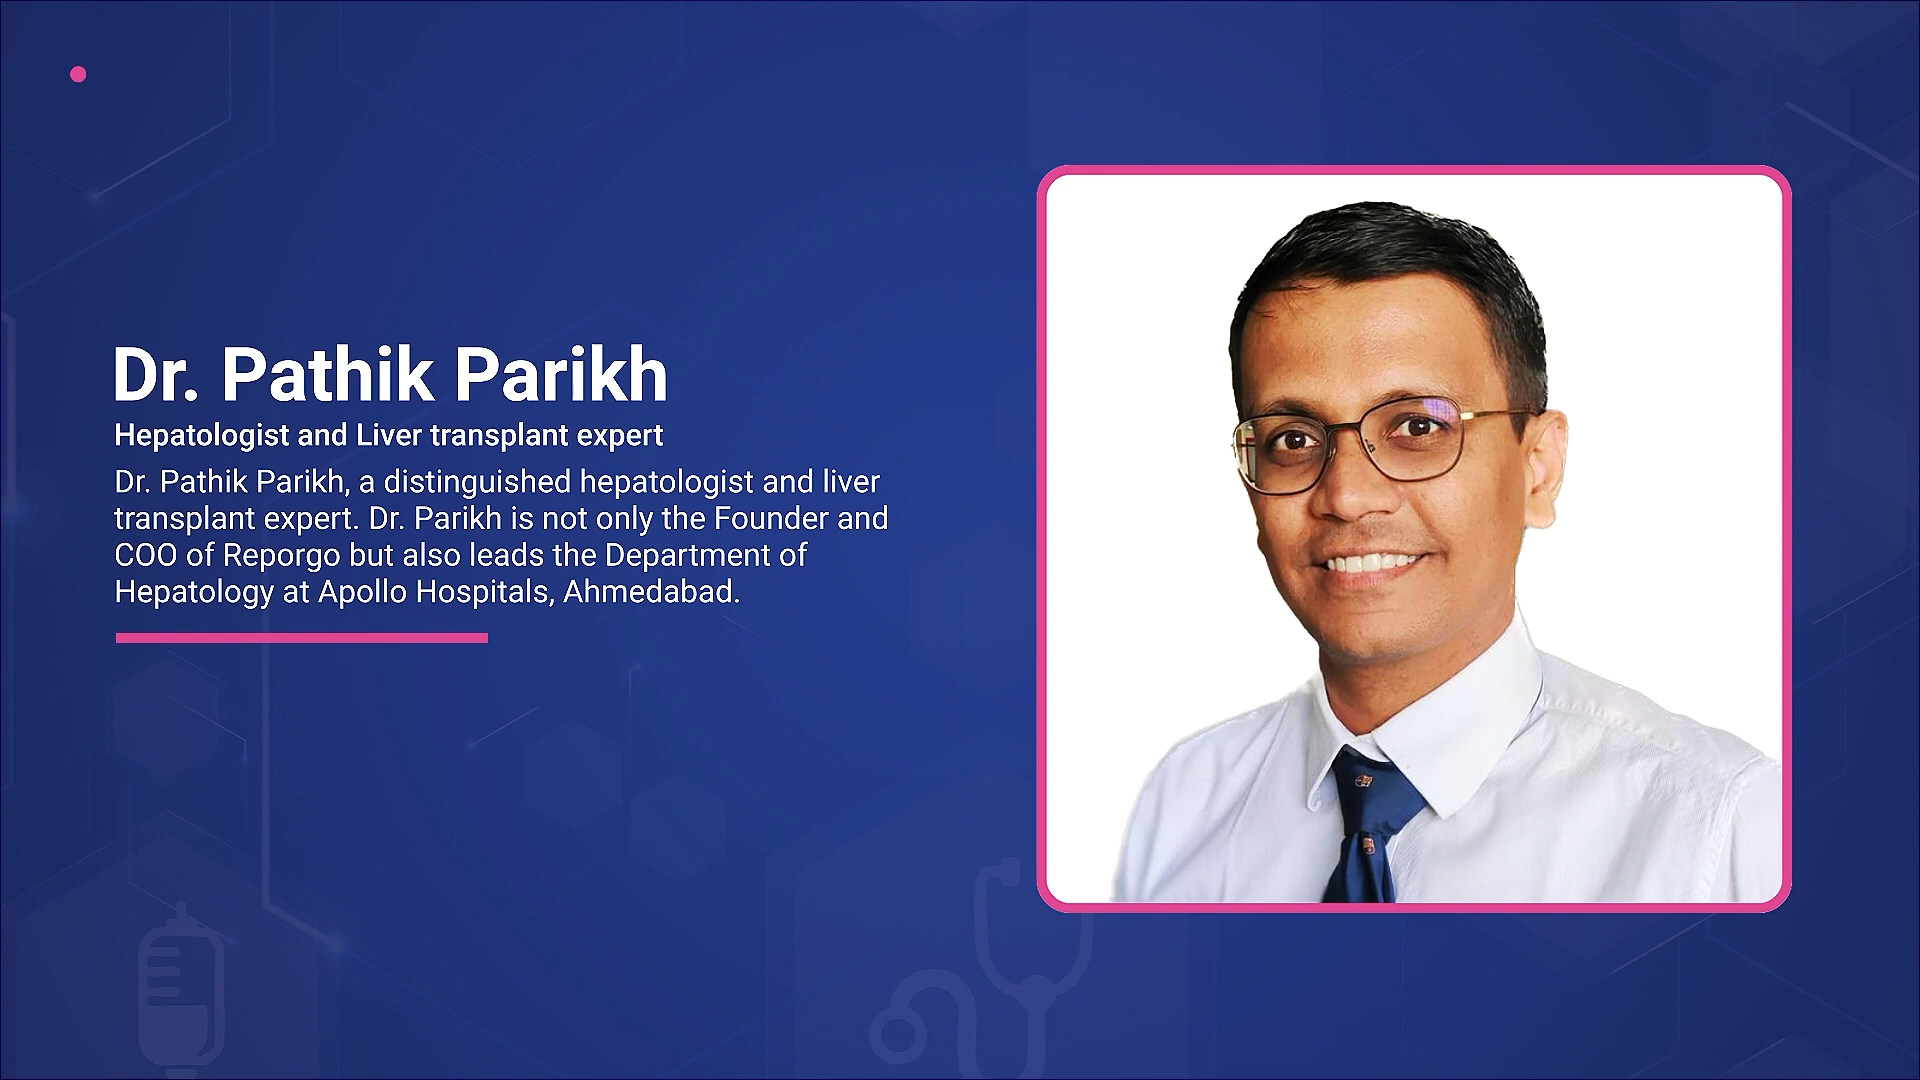 Dr. Pathik Parikh
Hepatologist and Liver transplant expert
Dr. Pathik Parikh, a distinguished hepatologist and liver
transplant expert. Dr. Parikh is not only the Founder and
COO of Reporgo but also leads the Department of
Hepatology at Apollo Hospitals, Ahmedabad.